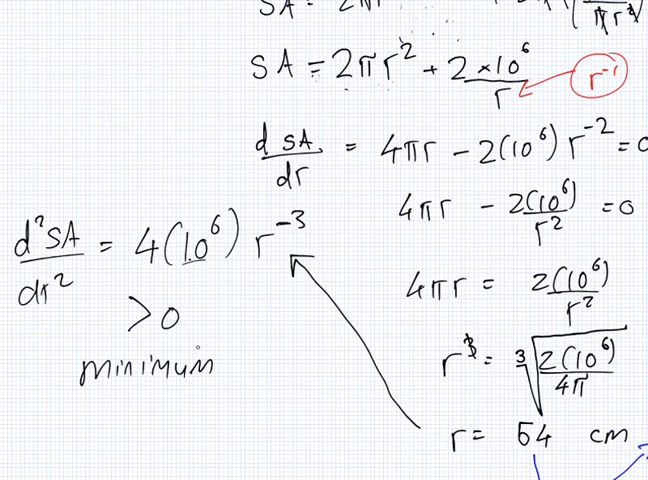 SA = 2πr² + 2×10⁶/r r⁻¹
dSA/dr = 4πr − 2(10⁶) r⁻² = 0
4πr − 2(10⁶)/r² = 0
d²SA/dr² = 4(10⁶) r⁻³
4πr = 2(10⁶)/r²
>0
minimum
r³ = ∛(2(10⁶)/4π)
r = 54 cm